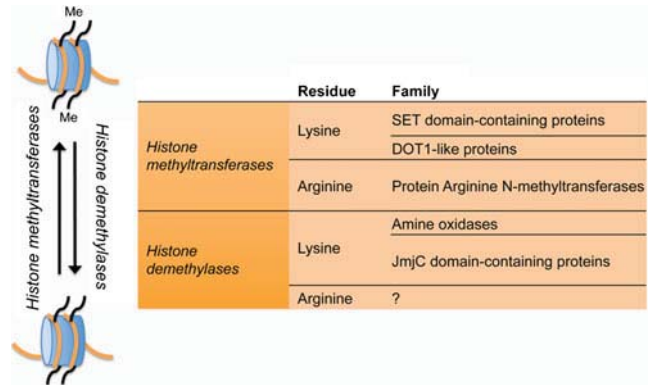 Me
Me
Histone methyltransferases
Histone demethylases
Residue Family
Histone methyltransferases
Lysine
SET domain-containing proteins
DOT1-like proteins
Arginine Protein Arginine N-methyltransferases
Histone demethylases
Lysine
Amine oxidases
JmjC domain-containing proteins
Arginine ?